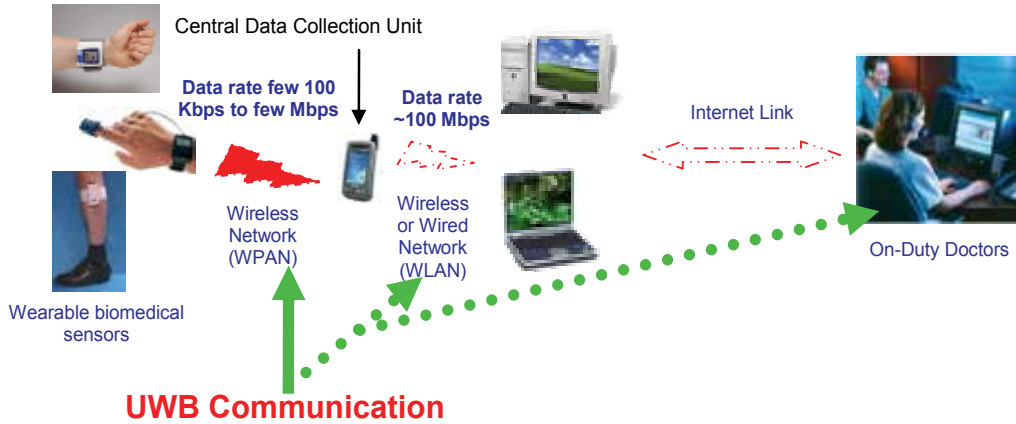 Central Data Collection Unit
Data rate few 100
Kbps to few Mbps
Data rate
~100 Mbps
Internet Link
Wireless
Network
(WPAN)
Wireless
or Wired
Network
(WLAN)
On-Duty Doctors
Wearable biomedical
sensors
UWB Communication